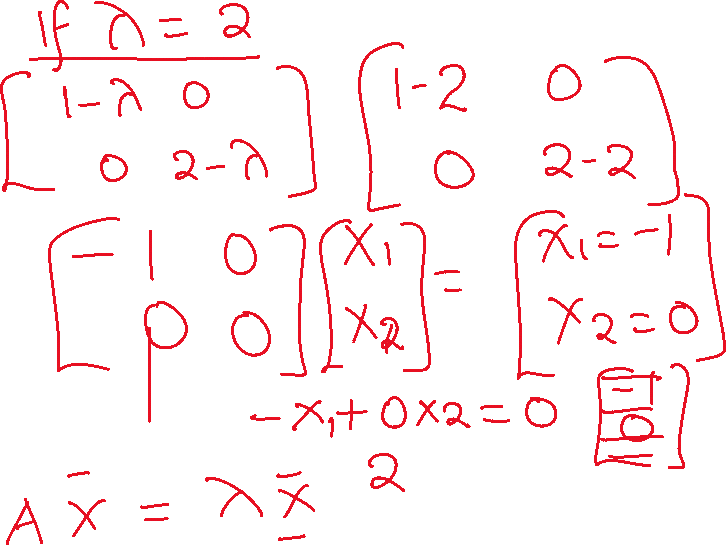 If λ = 2
[1-λ 0 [1-2 0
0 2-λ] 0 2-2]
[-1 0 [x₁ = [x₁=-1
0 0] x₂] x₂=0]
-x₁+0x2=0 [-1
0]
Ax̄ = λx̄ 2